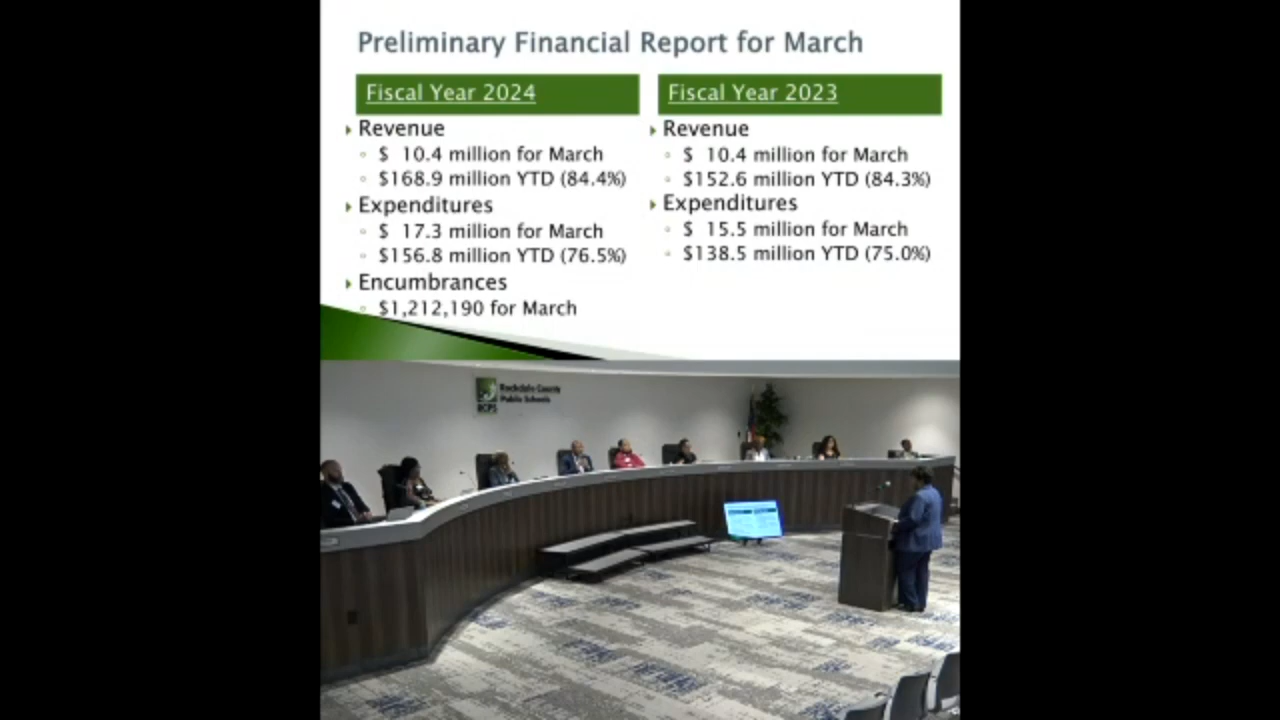 Preliminary Financial Report for March
Fiscal Year 2024
Revenue
$ 10.4 million for March
$168.9 million YTD (84.4%)
Expenditures
$ 17.3 million for March
$156.8 million YTD (76.5%)
Encumbrances
$1,212,190 for March
Fiscal Year 2023
Revenue
$ 10.4 million for March
$152.6 million YTD (84.3%)
Expenditures
$ 15.5 million for March
$138.5 million YTD (75.0%)
Rockdale County
Public Schools
RCPS